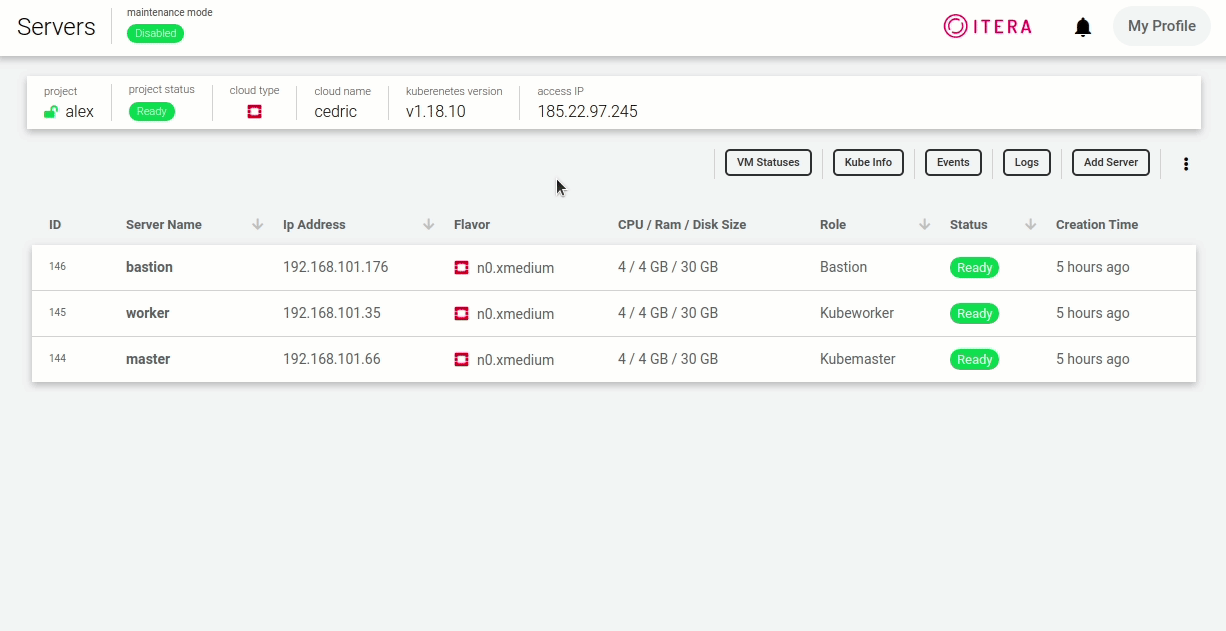 Servers
maintenance mode
Disabled
ITERA
My Profile
project
alex
project status
Ready
cloud type
cloud name
cedric
kuberenetes version
v1.18.10
access IP
185.22.97.245
VM Statuses
Kube Info
Events
Logs
Add Server
ID Server Name Ip Address Flavor CPU / Ram / Disk Size Role Status Creation Time
146 bastion 192.168.101.176 n0.xmedium 4 / 4 GB / 30 GB Bastion Ready 5 hours ago
145 worker 192.168.101.35 n0.xmedium 4 / 4 GB / 30 GB Kubeworker Ready 5 hours ago
144 master 192.168.101.66 n0.xmedium 4 / 4 GB / 30 GB Kubemaster Ready 5 hours ago